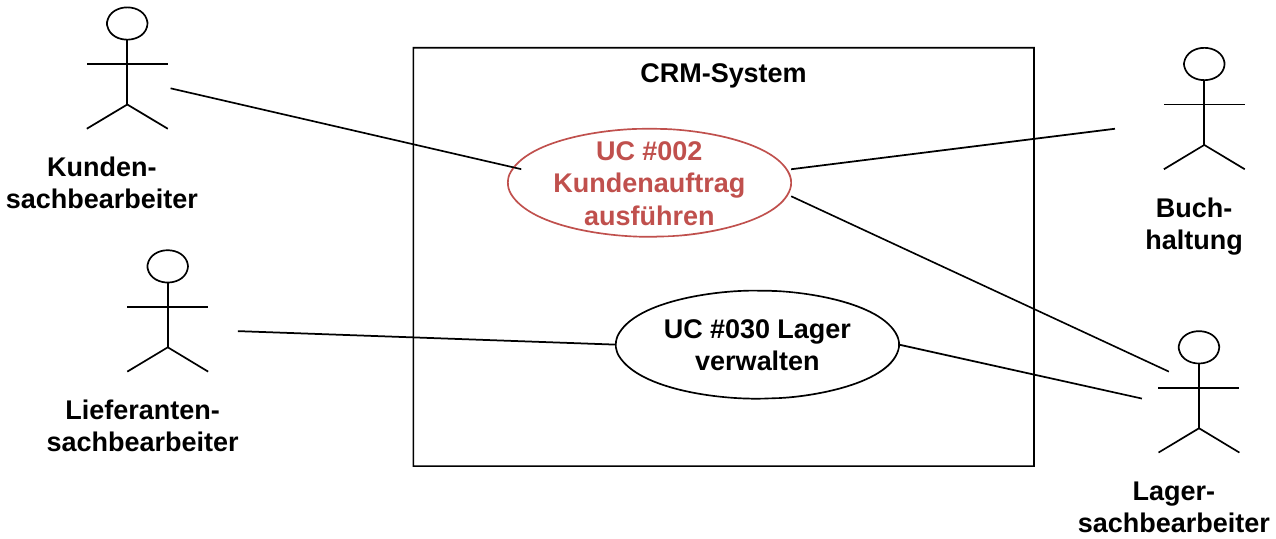 CRM-System
Kunden-
sachbearbeiter
UC #002
Kundenauftrag
ausführen
Buch-
haltung
Lieferanten-
sachbearbeiter
UC #030 Lager
verwalten
Lager-
sachbearbeiter